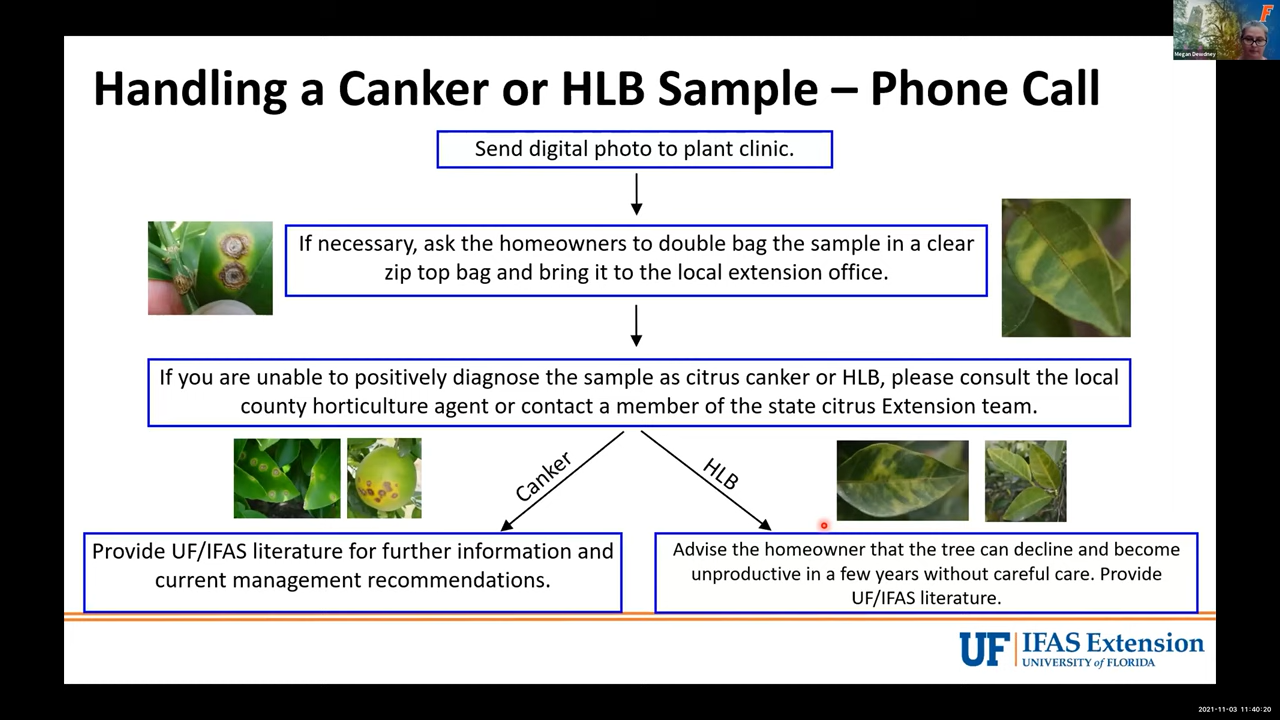 Megan Dewdney
Handling a Canker or HLB Sample – Phone Call
Send digital photo to plant clinic.
If necessary, ask the homeowners to double bag the sample in a clear
zip top bag and bring it to the local extension office.
If you are unable to positively diagnose the sample as citrus canker or HLB, please consult the local
county horticulture agent or contact a member of the state citrus Extension team.
Canker
HLB
Provide UF/IFAS literature for further information and
current management recommendations.
Advise the homeowner that the tree can decline and become
unproductive in a few years without careful care. Provide
UF/IFAS literature.
UF IFAS Extension
UNIVERSITY of FLORIDA
2021-11-03 11:40:20